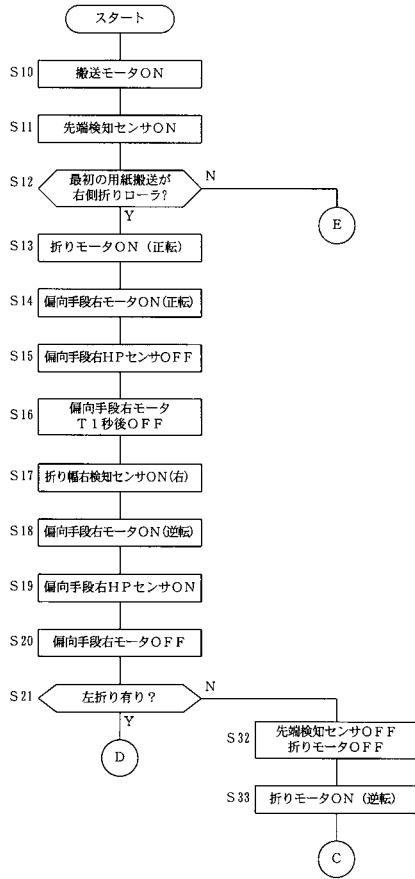 スタート
S10 搬送モータON
S11 先端検知センサON
S12 最初の用紙搬送が
右側折りローラ?
N
Y
E
S13 折りモータON (正転)
S14 偏向手段右モータON(正転)
S15 偏向手段右HPセンサOFF
S16 偏向手段右モータ
T1秒後OFF
S17 折り幅右検知センサON(右)
S18 偏向手段右モータON(逆転)
S19 偏向手段右HPセンサON
S20 偏向手段右モータOFF
S21 左折り有り?
N
Y
D
S32 先端検知センサOFF
折りモータOFF
S33 折りモータON (逆転)
C